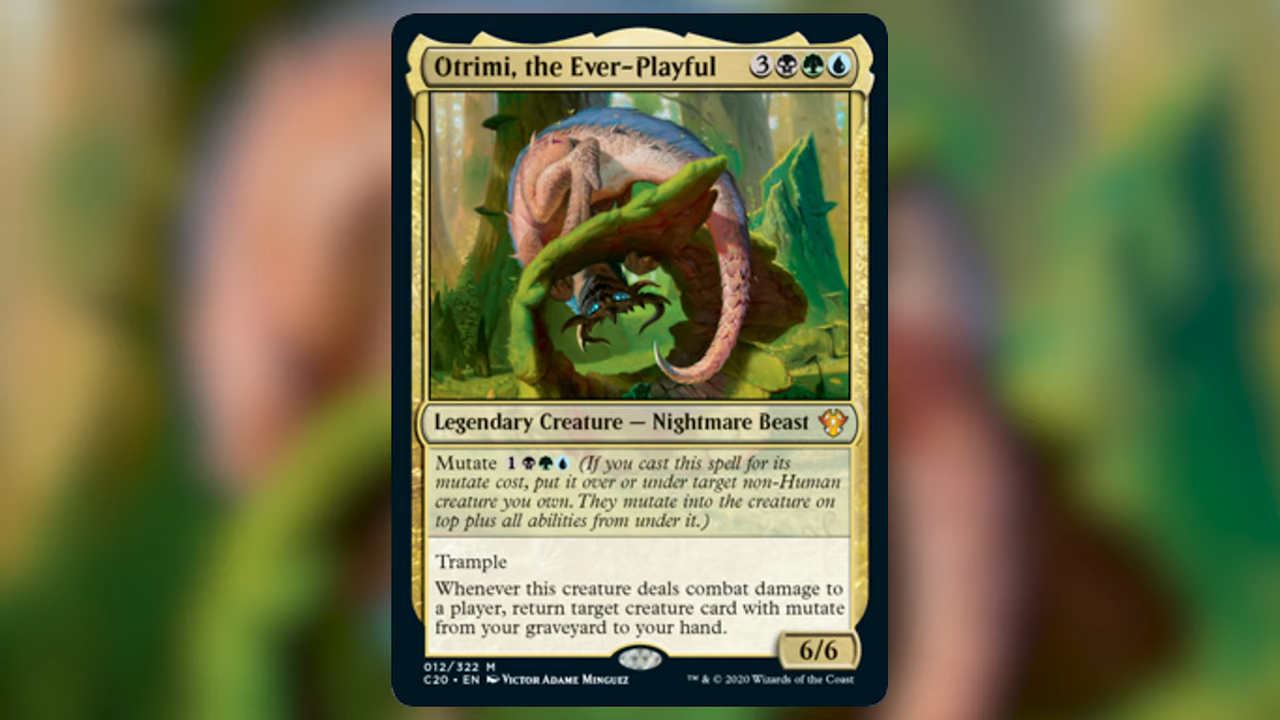 Otrimi, the Ever-Playful 3
Legendary Creature — Nightmare Beast
Mutate 1 (If you cast this spell for its
mutate cost, put it over or under target non-Human
creature you own. They mutate into the creature on
top plus all abilities from under it.)
Trample
Whenever this creature deals combat damage to
a player, return target creature card with mutate
from your graveyard to your hand.
6/6
012/322 M
C20 • EN Victor Adame Minguez
™ & © 2020 Wizards of the Coast